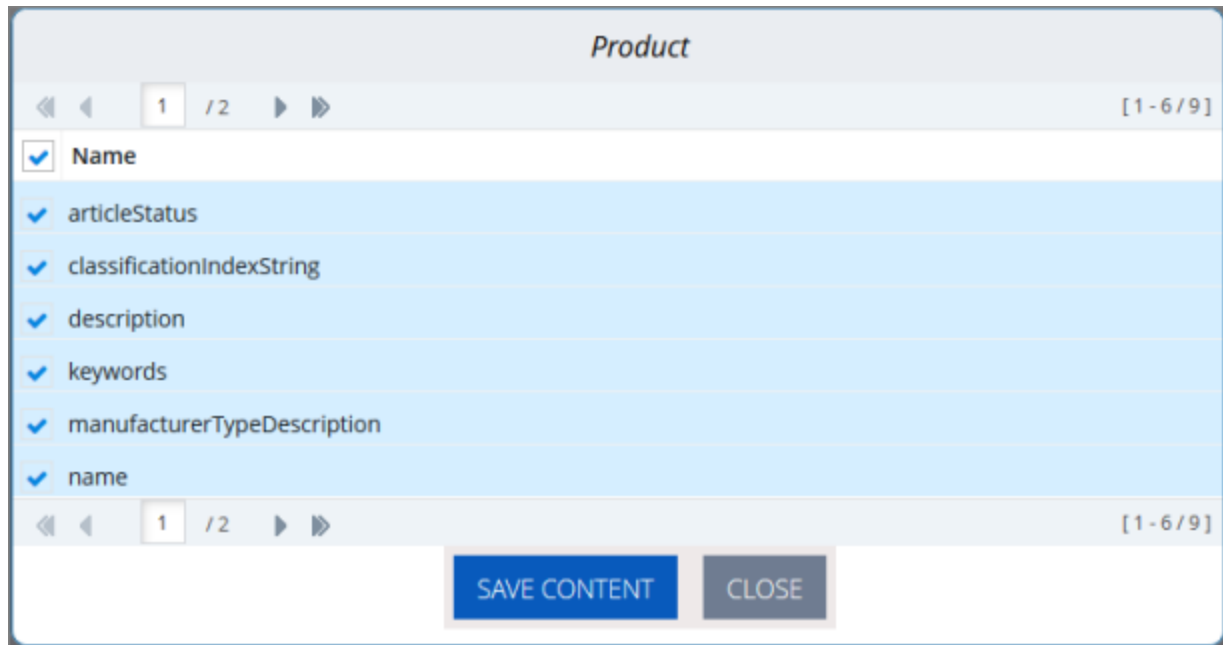 Product
1 / 2 [1-6/9]
Name
articleStatus
classificationIndexString
description
keywords
manufacturerTypeDescription
name
1 / 2 [1-6/9]
SAVE CONTENT CLOSE